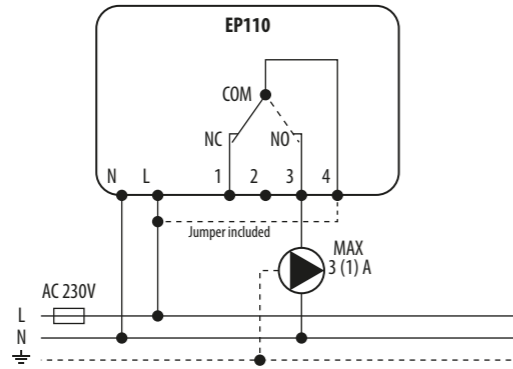 EP110
COM
NC NO
N L 1 2 3 4
Jumper included
MAX
3 (1) A
AC 230V
L
N